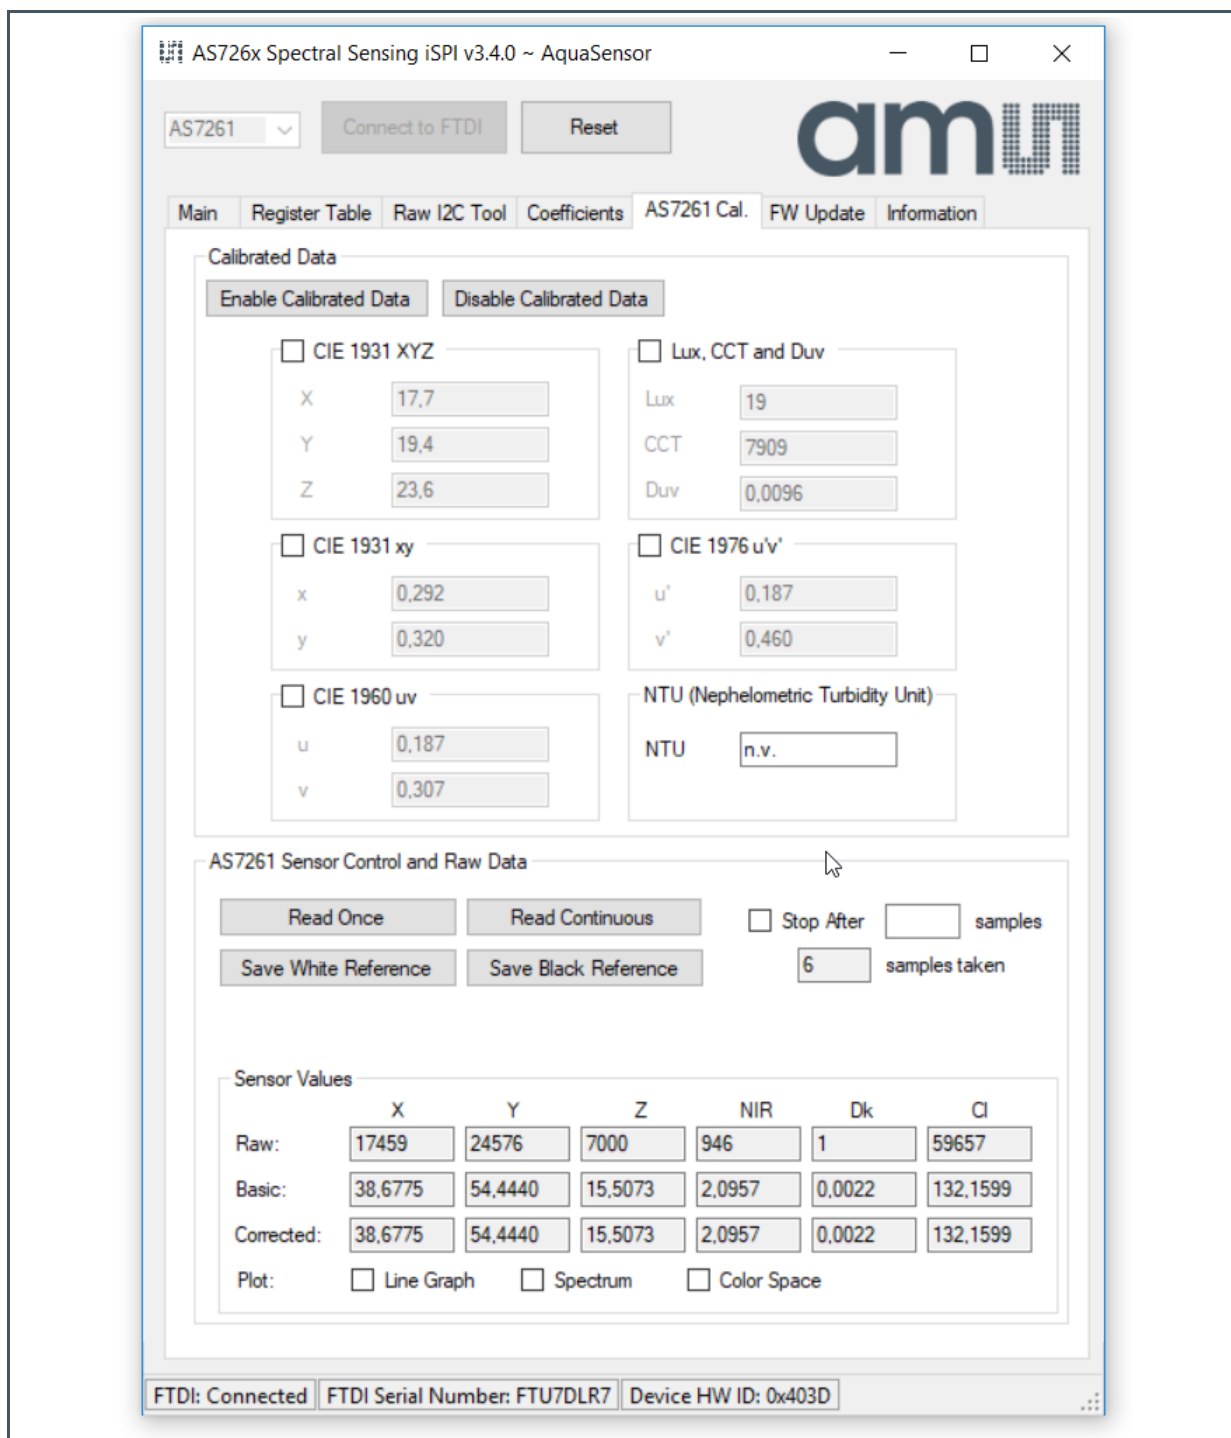 AS726x Spectral Sensing iSPI v3.4.0 ~ AquaSensor
AS7261 Connect to FTDI Reset
amu
Main Register Table Raw I2C Tool Coefficients AS7261 Cal. FW Update Information
Calibrated Data
Enable Calibrated Data Disable Calibrated Data
CIE 1931 XYZ
X 17,7
Y 19,4
Z 23,6
Lux, CCT and Duv
Lux 19
CCT 7909
Duv 0,0096
CIE 1931 xy
x 0,292
y 0,320
CIE 1976 u'v'
u' 0,187
v' 0,460
CIE 1960 uv
u 0,187
v 0,307
NTU (Nephelometric Turbidity Unit)
NTU n.v.
AS7261 Sensor Control and Raw Data
Read Once Read Continuous Stop After samples
Save White Reference Save Black Reference 6 samples taken
Sensor Values
X Y Z NIR Dk Cl
Raw: 17459 24576 7000 946 1 59657
Basic: 38,6775 54,4440 15,5073 2,0957 0,0022 132,1599
Corrected: 38,6775 54,4440 15,5073 2,0957 0,0022 132,1599
Plot: Line Graph Spectrum Color Space
FTDI: Connected FTDI Serial Number: FTU7DLR7 Device HW ID: 0x403D